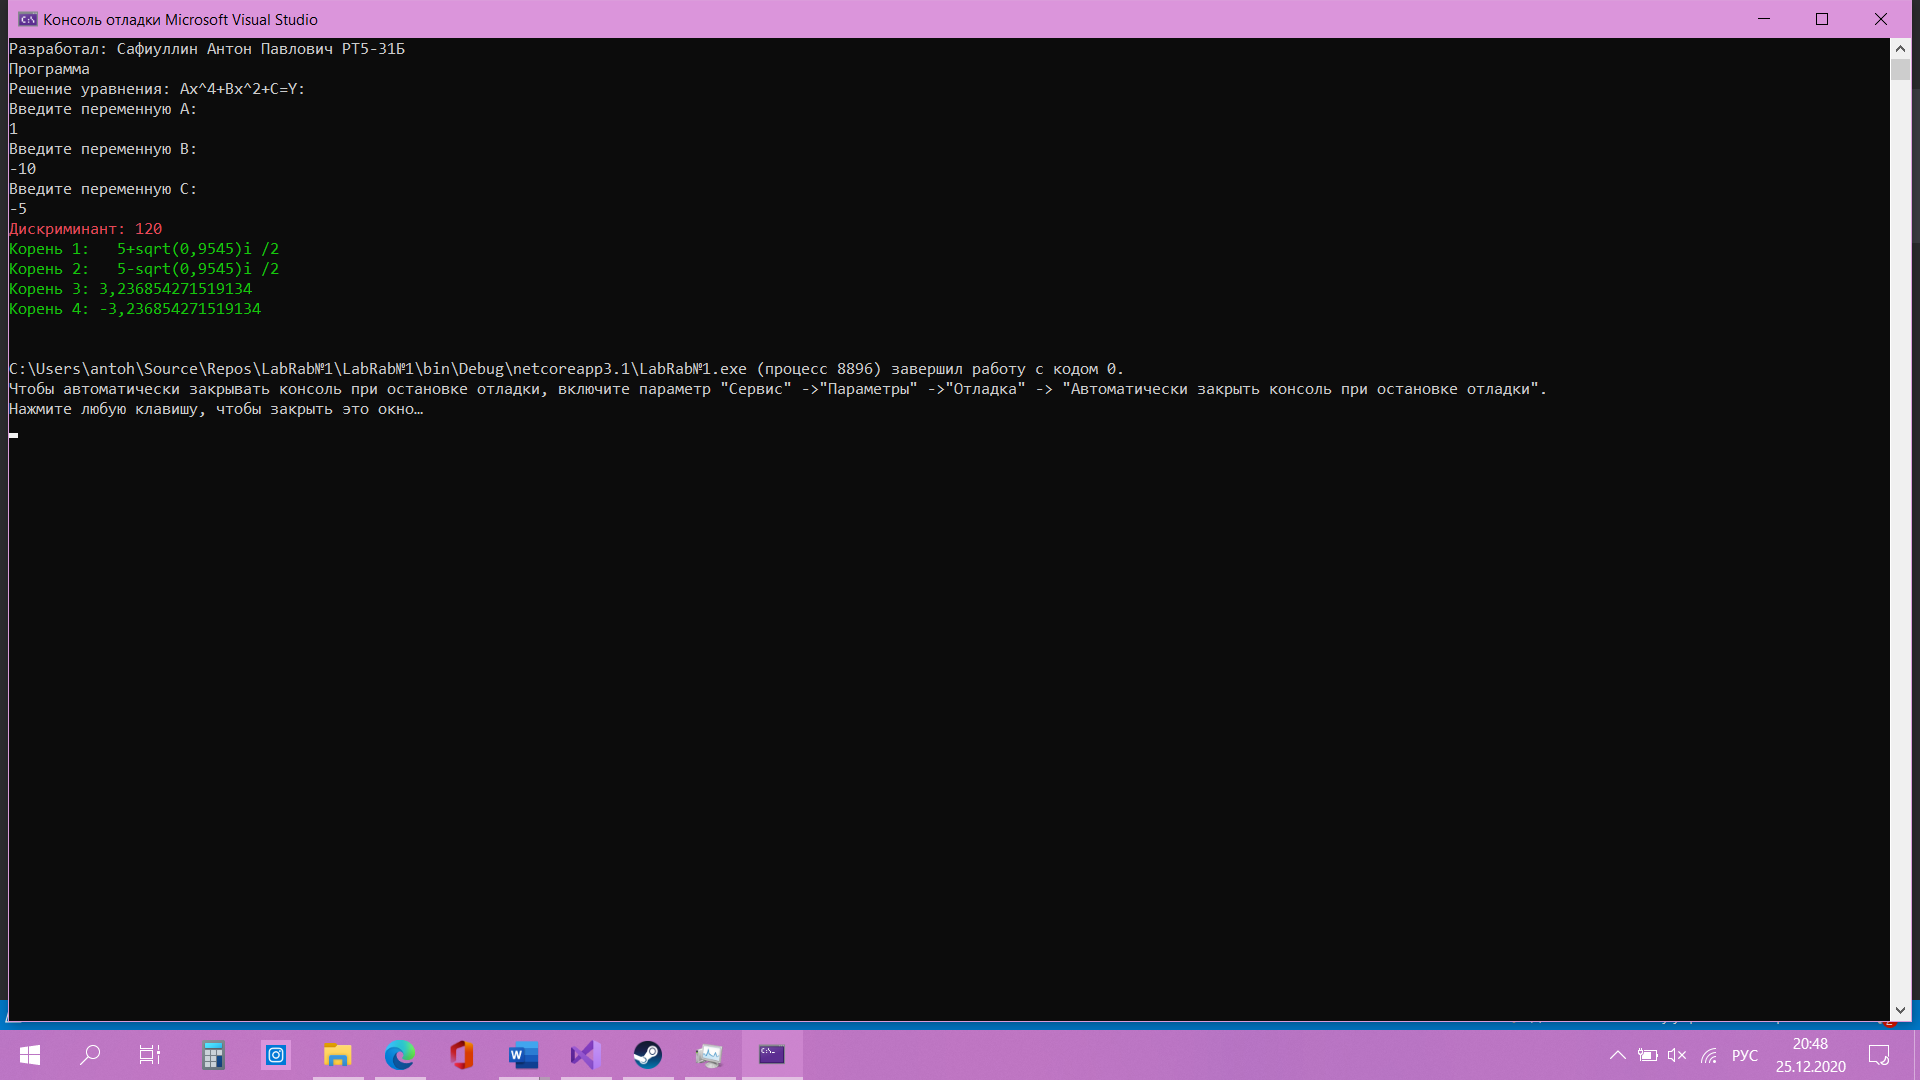 Консоль отладки Microsoft Visual Studio
Разработал: Сафиуллин Антон Павлович РТ5-31Б
Программа
Решение уравнения: Ax^4+Bx^2+C=Y:
Введите переменную A:
1
Введите переменную B:
-10
Введите переменную C:
-5
Дискриминант: 120
Корень 1:   5+sqrt(0,9545)i /2
Корень 2:   5-sqrt(0,9545)i /2
Корень 3: 3,236854271519134
Корень 4: -3,236854271519134
C:\Users\antoh\Source\Repos\LabRab№1\LabRab№1\bin\Debug\netcoreapp3.1\LabRab№1.exe (процесс 8896) завершил работу с кодом 0.
Чтобы автоматически закрывать консоль при остановке отладки, включите параметр "Сервис" ->"Параметры" ->"Отладка" -> "Автоматически закрыть консоль при остановке отладки".
Нажмите любую клавишу, чтобы закрыть это окно…
РУС
20:48
25.12.2020